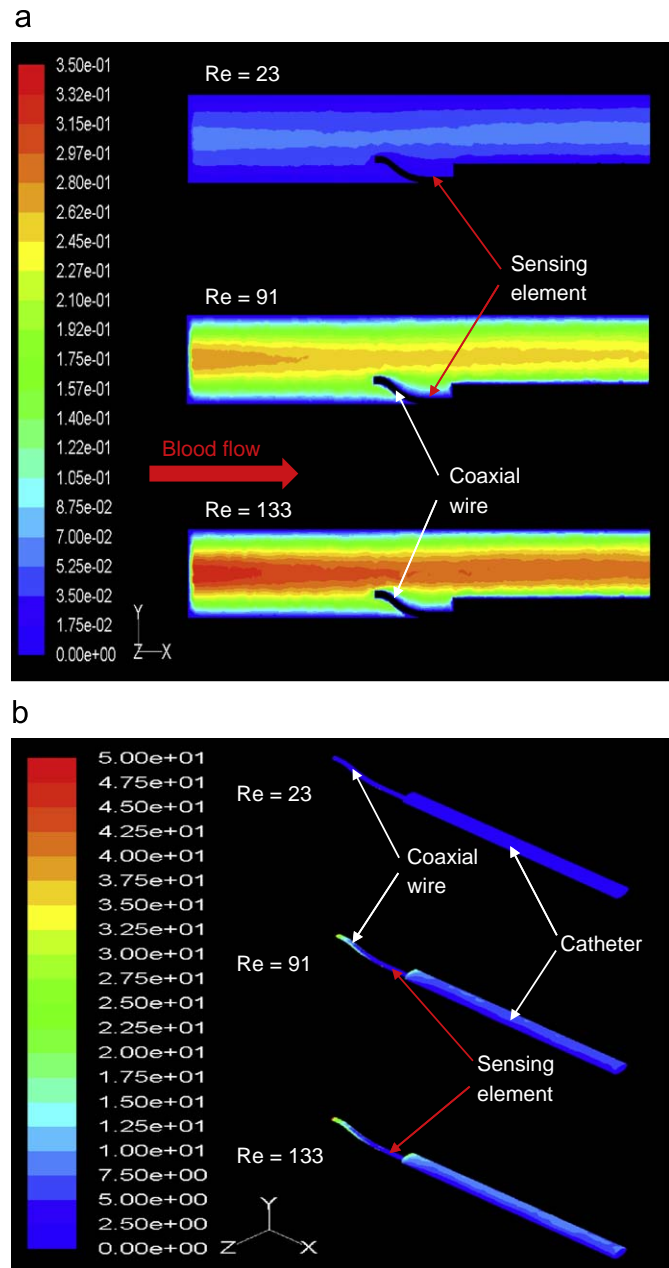 a
3.50e-01
3.32e-01
3.15e-01
2.97e-01
2.80e-01
2.62e-01
2.45e-01
2.27e-01
2.10e-01
1.92e-01
1.75e-01
1.57e-01
1.40e-01
1.22e-01
1.05e-01
8.75e-02
7.00e-02
5.25e-02
3.50e-02
1.75e-02
0.00e+00
Re = 23
Sensing
element
Re = 91
Blood flow
Coaxial
wire
Re = 133
Y
Z X
b
5.00e+01
4.75e+01
4.50e+01
4.25e+01
4.00e+01
3.75e+01
3.50e+01
3.25e+01
3.00e+01
2.75e+01
2.50e+01
2.25e+01
2.00e+01
1.75e+01
1.50e+01
1.25e+01
1.00e+01
7.50e+00
5.00e+00
2.50e+00
0.00e+00
Re = 23
Coaxial
wire
Catheter
Re = 91
Sensing
element
Re = 133
Y
Z X